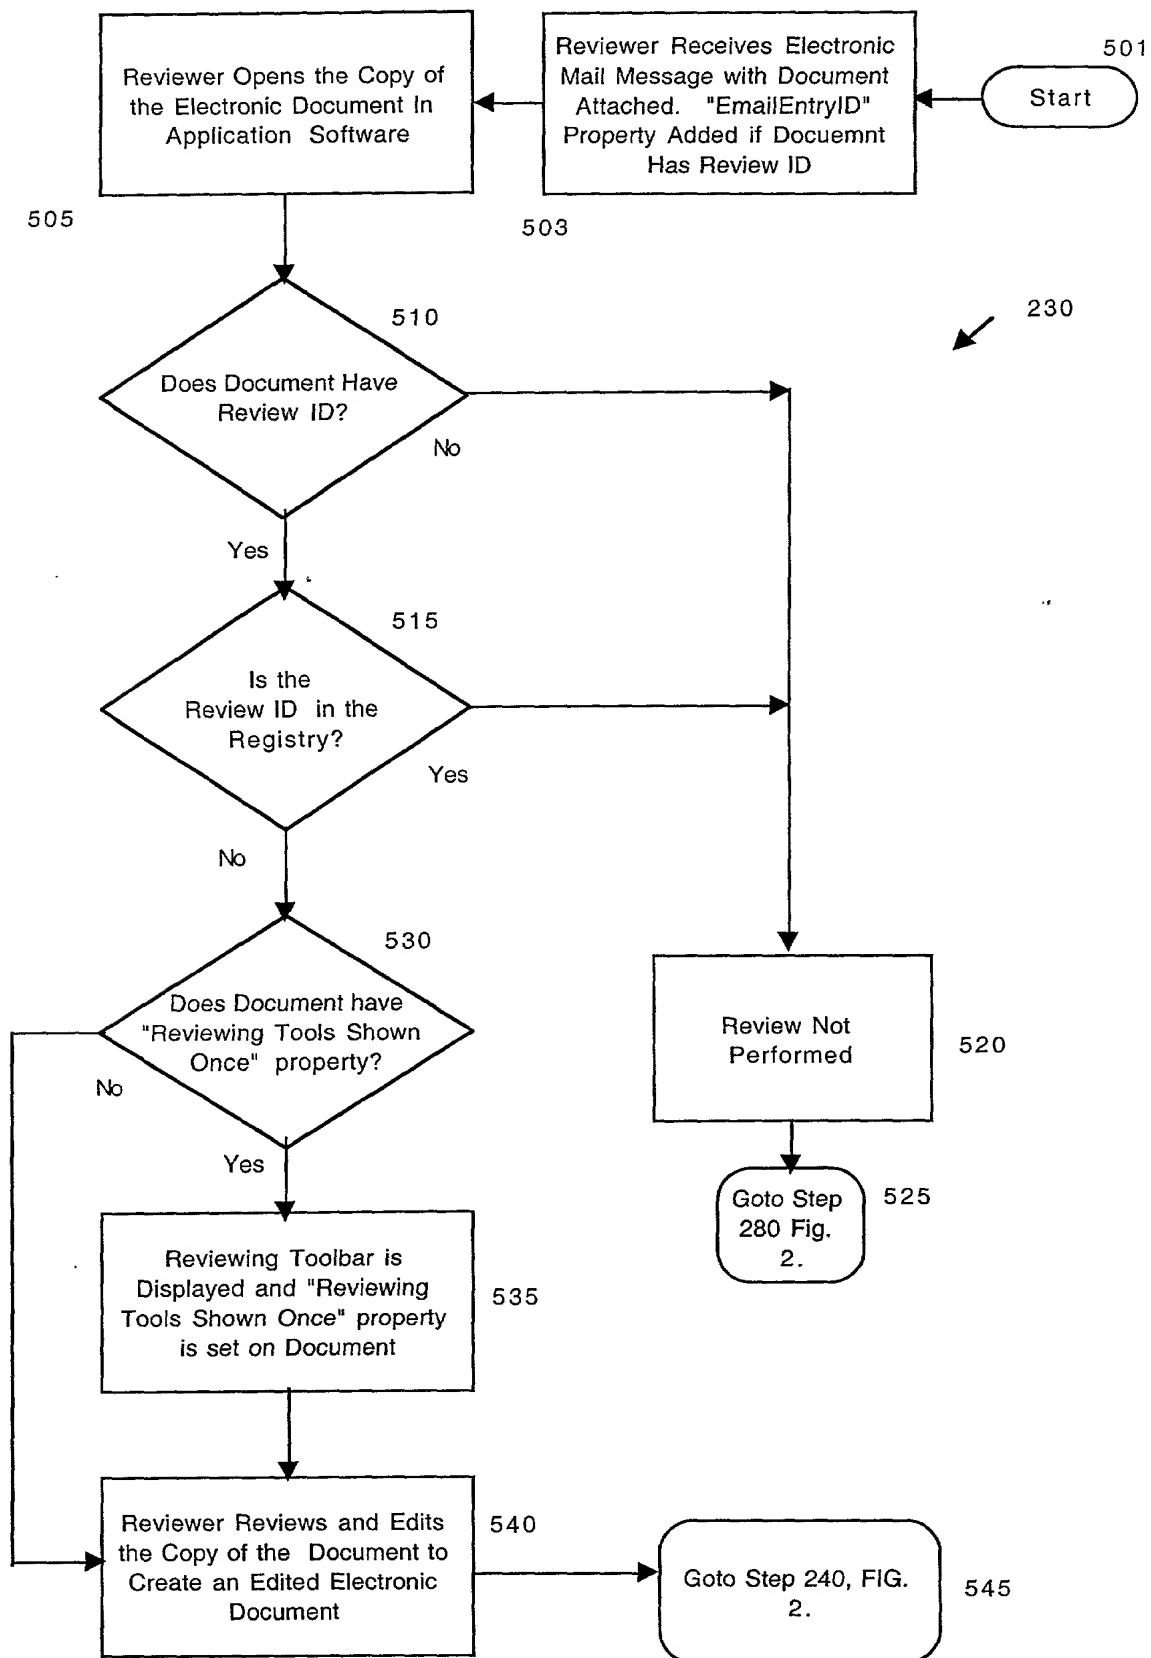 501
Start
Reviewer Receives Electronic
Mail Message with Document
Attached. "EmailEntryID"
Property Added if Docuemnt
Has Review ID
503
Reviewer Opens the Copy of
the Electronic Document In
Application Software
505
230
510
Does Document Have
Review ID?
No
Yes
515
Is the
Review ID in the
Registry?
Yes
No
530
Does Document have
"Reviewing Tools Shown
Once" property?
No
Yes
Review Not
Performed
520
Goto Step
280 Fig.
2.
525
Reviewing Toolbar is
Displayed and "Reviewing
Tools Shown Once" property
is set on Document
535
Reviewer Reviews and Edits
the Copy of the Document to
Create an Edited Electronic
Document
540
Goto Step 240, FIG.
2.
545